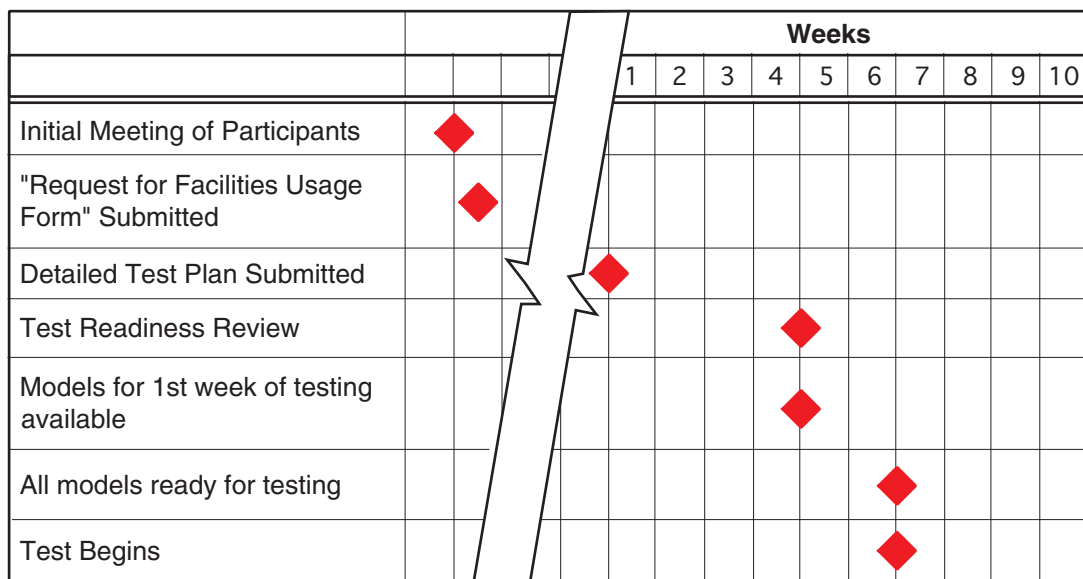 Weeks
1 2 3 4 5 6 7 8 9 10
Initial Meeting of Participants
"Request for Facilities Usage
Form" Submitted
Detailed Test Plan Submitted
Test Readiness Review
Models for 1st week of testing
available
All models ready for testing
Test Begins